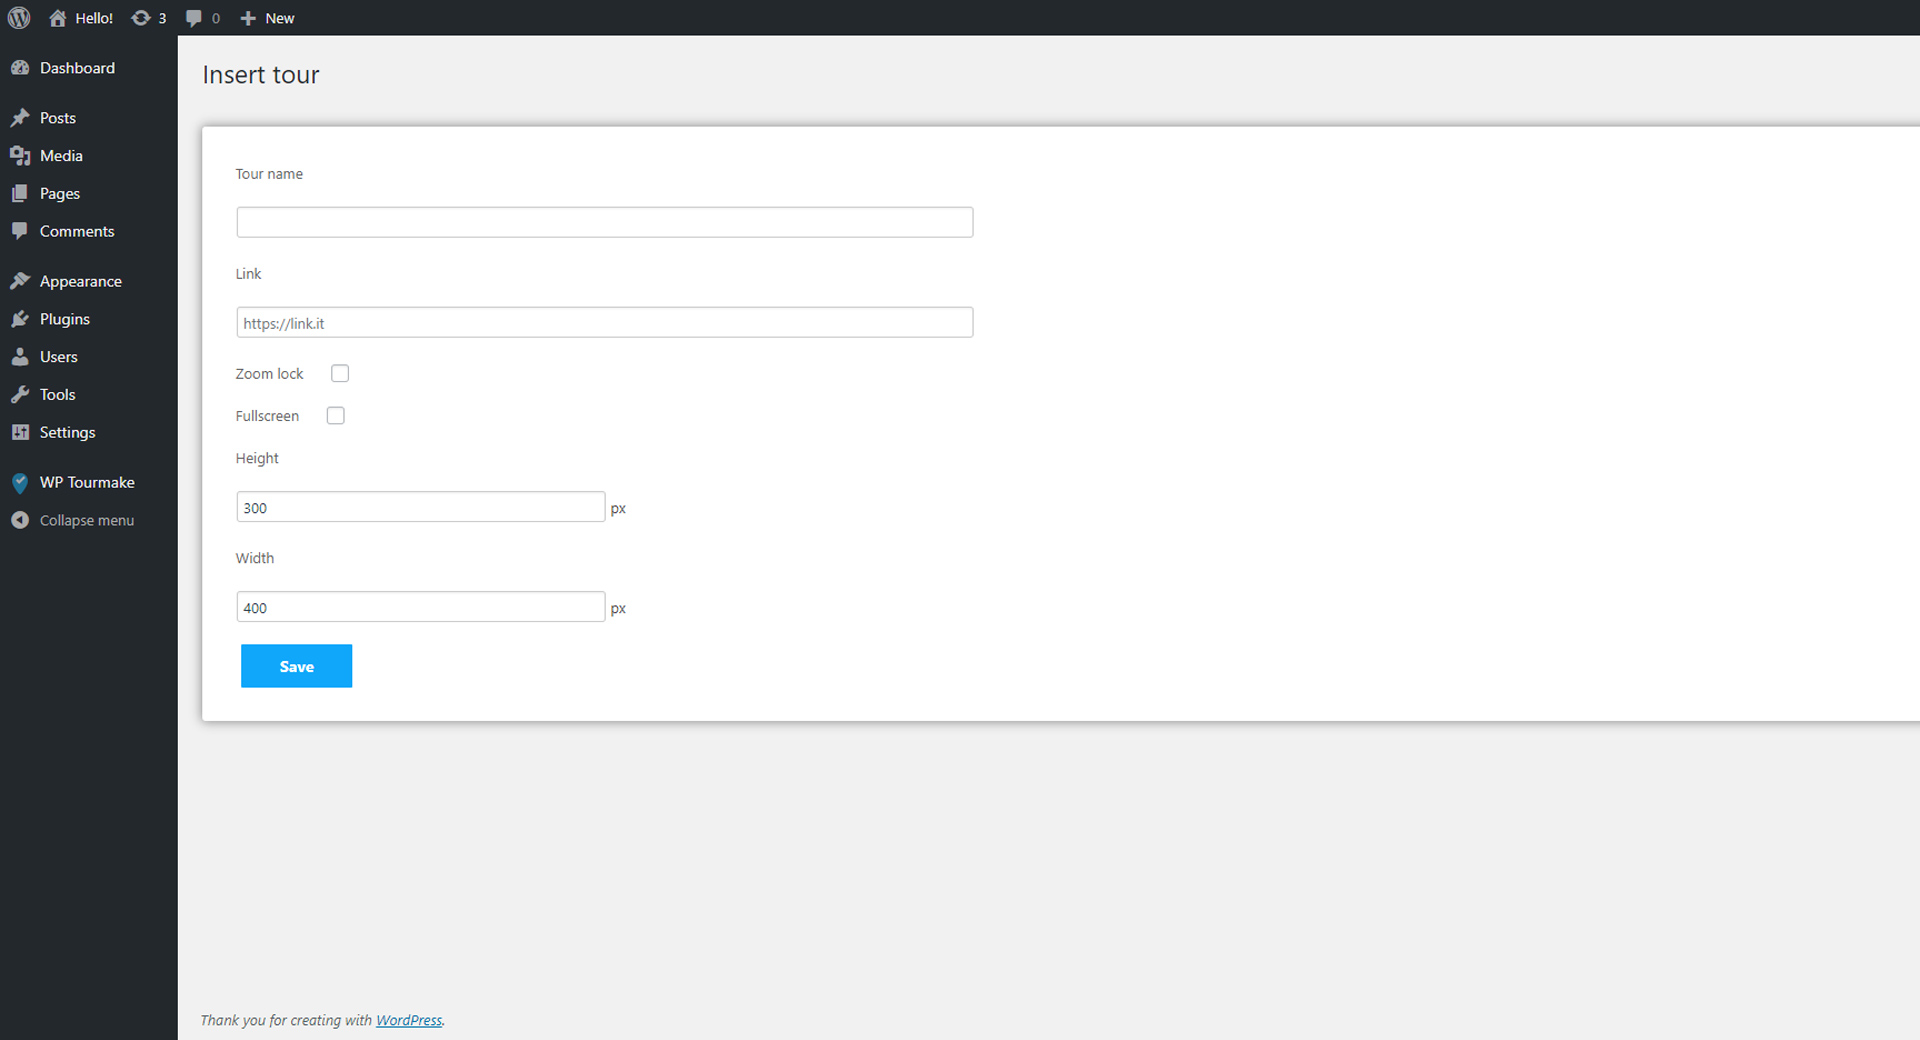 Hello! 3 0 New
Dashboard
Posts
Media
Pages
Comments
Appearance
Plugins
Users
Tools
Settings
WP Tourmake
Collapse menu
Insert tour
Tour name
Link
https://link.it
Zoom lock
Fullscreen
Height
300 px
Width
400 px
Save
Thank you for creating with WordPress.